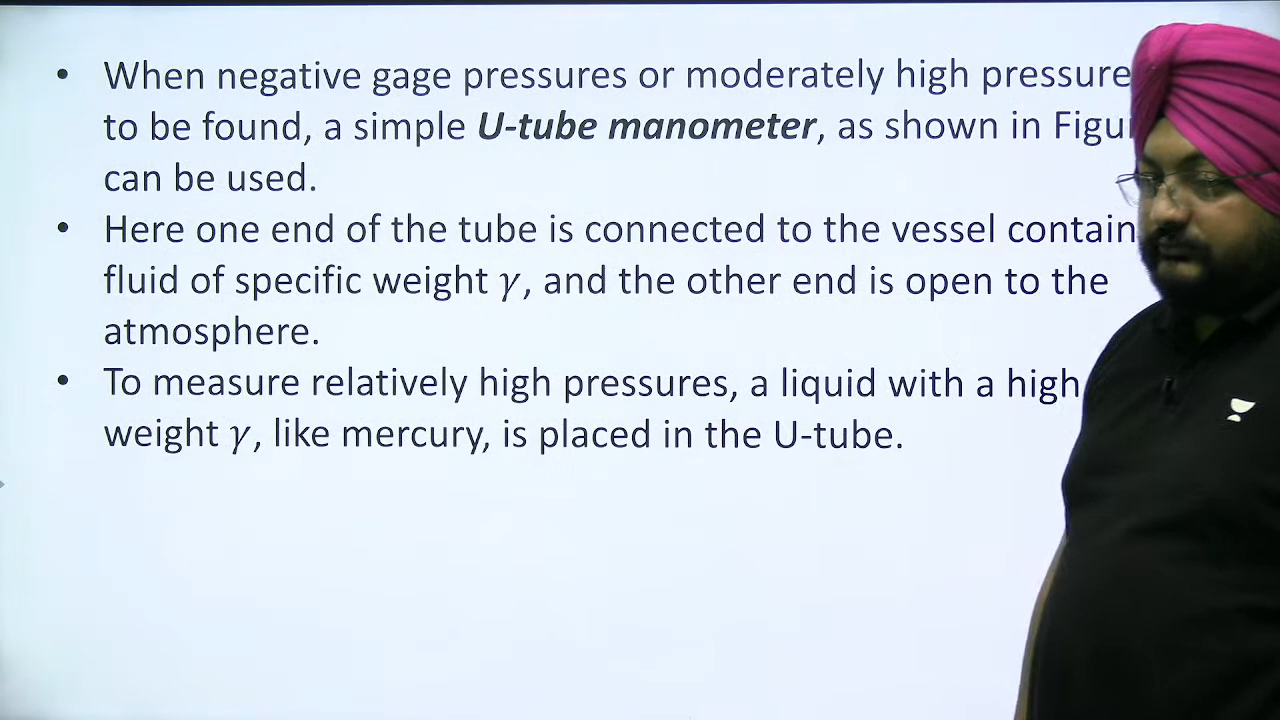 • When negative gage pressures or moderately high pressure
to be found, a simple U-tube manometer, as shown in
can be used.
• Here one end of the tube is connected to the vessel
fluid of specific weight γ, and the other end is open to the
atmosphere.
• To measure relatively high pressures, a liquid with a high
weight γ, like mercury, is placed in the U-tube.